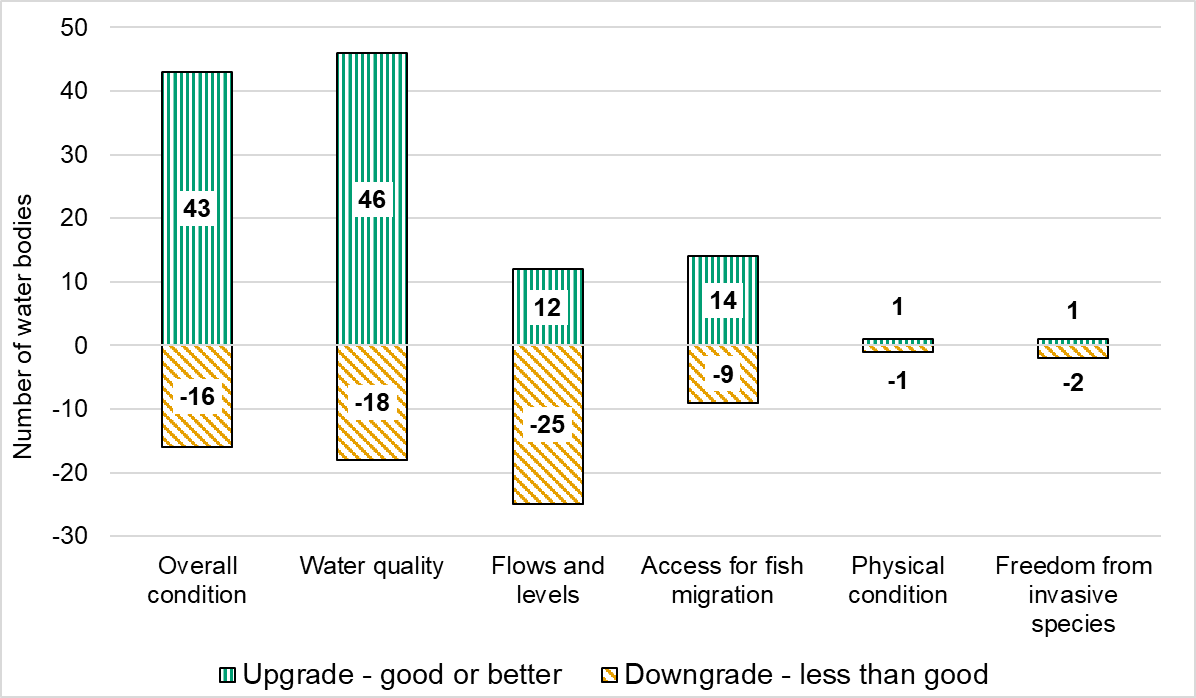 50
40
30
20
10
0
-10
-20
-30
Number of water bodies
43
-16
46
-18
12
-25
14
-9
1
-1
1
-2
Overall
condition
Water quality
Flows and
levels
Access for fish
migration
Physical
condition
Freedom from
invasive
species
Upgrade - good or better
Downgrade - less than good